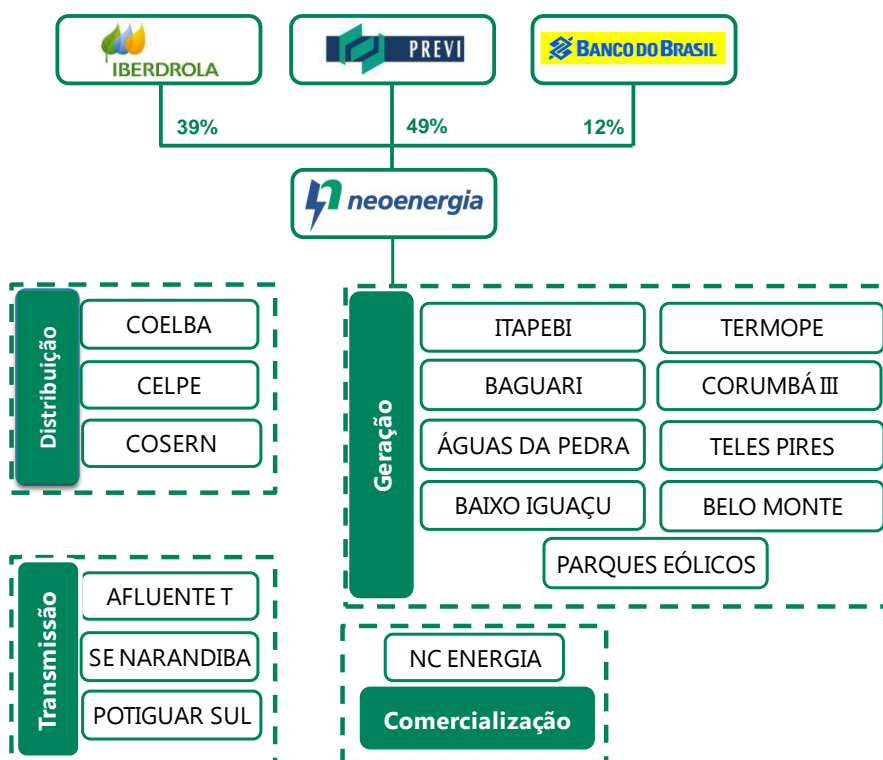 IBERDROLA
PREVI
BANCO DO BRASIL
39%
49%
12%
neoenergia
Distribuição
COELBA
CELPE
COSERN
Geração
ITAPEBI
TERMOPE
BAGUARI
CORUMBÁ III
ÁGUAS DA PEDRA
TELES PIRES
BAIXO IGUAÇU
BELO MONTE
PARQUES EÓLICOS
Transmissão
AFLUENTE T
SE NARANDIBA
POTIGUAR SUL
NC ENERGIA
Comercialização